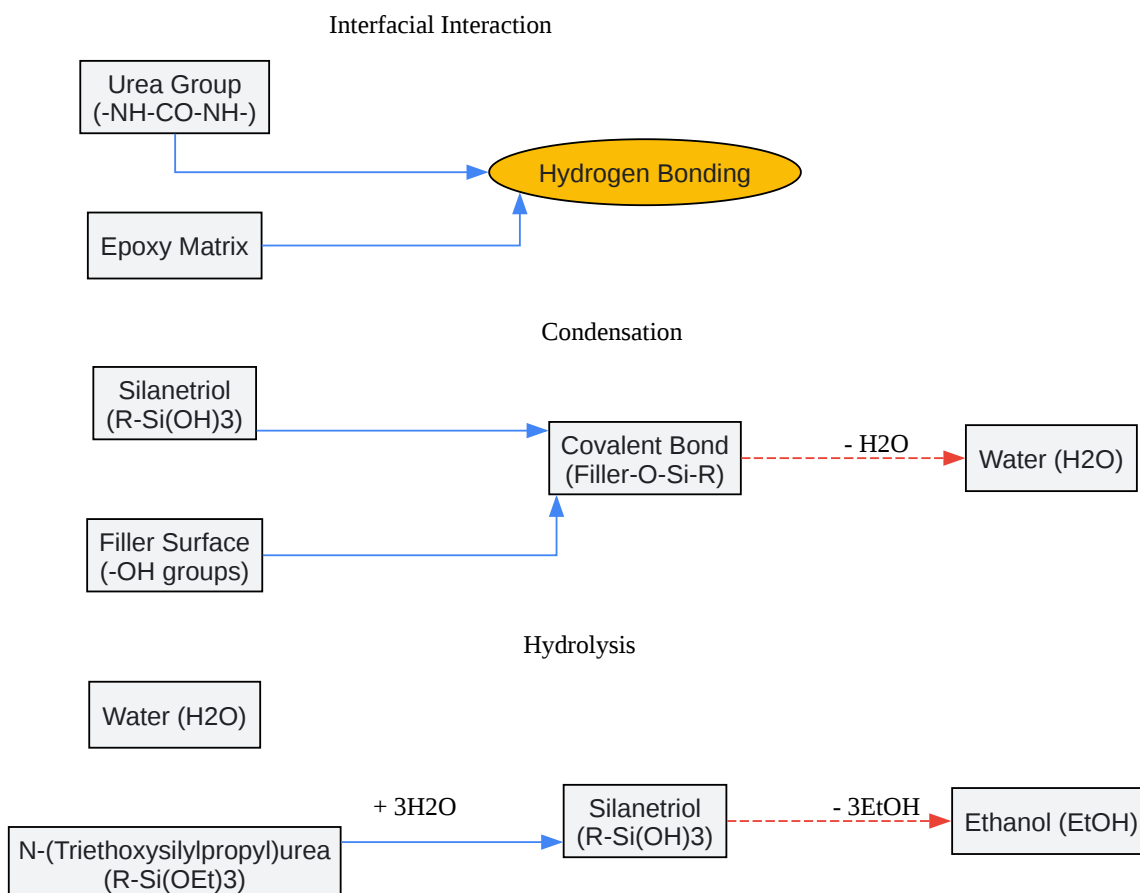 Interfacial Interaction
Urea Group
(-NH-CO-NH-)
Hydrogen Bonding
Epoxy Matrix
Condensation
Silanetriol
(R-Si(OH)3)
Covalent Bond
(Filler-O-Si-R)
- H2O
Water (H2O)
Filler Surface
(-OH groups)
Hydrolysis
Water (H2O)
N-(Triethoxysilylpropyl)urea
(R-Si(OEt)3)
+ 3H2O
Silanetriol
(R-Si(OH)3)
- 3EtOH
Ethanol (EtOH)